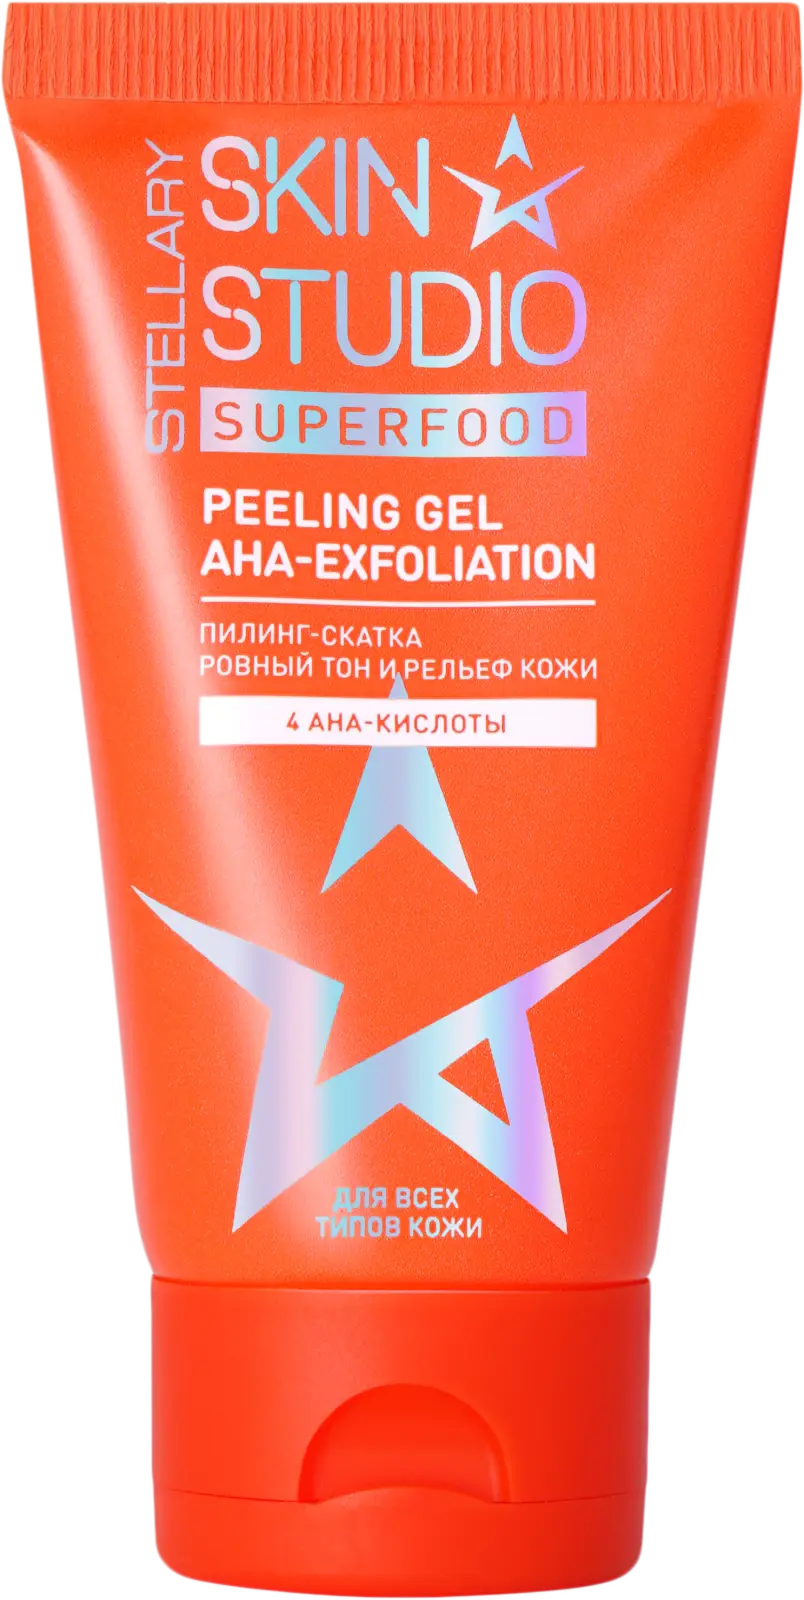 STELLARY
SKIN
STUDIO
SUPERFOOD
PEELING GEL
AHA-EXFOLIATION
ПИЛИНГ-СКАТКА
РОВНЫЙ ТОН И РЕЛЬЕФ КОЖИ
4 АНА-КИСЛОТЫ
ДЛЯ ВСЕХ
ТИПОВ КОЖИ